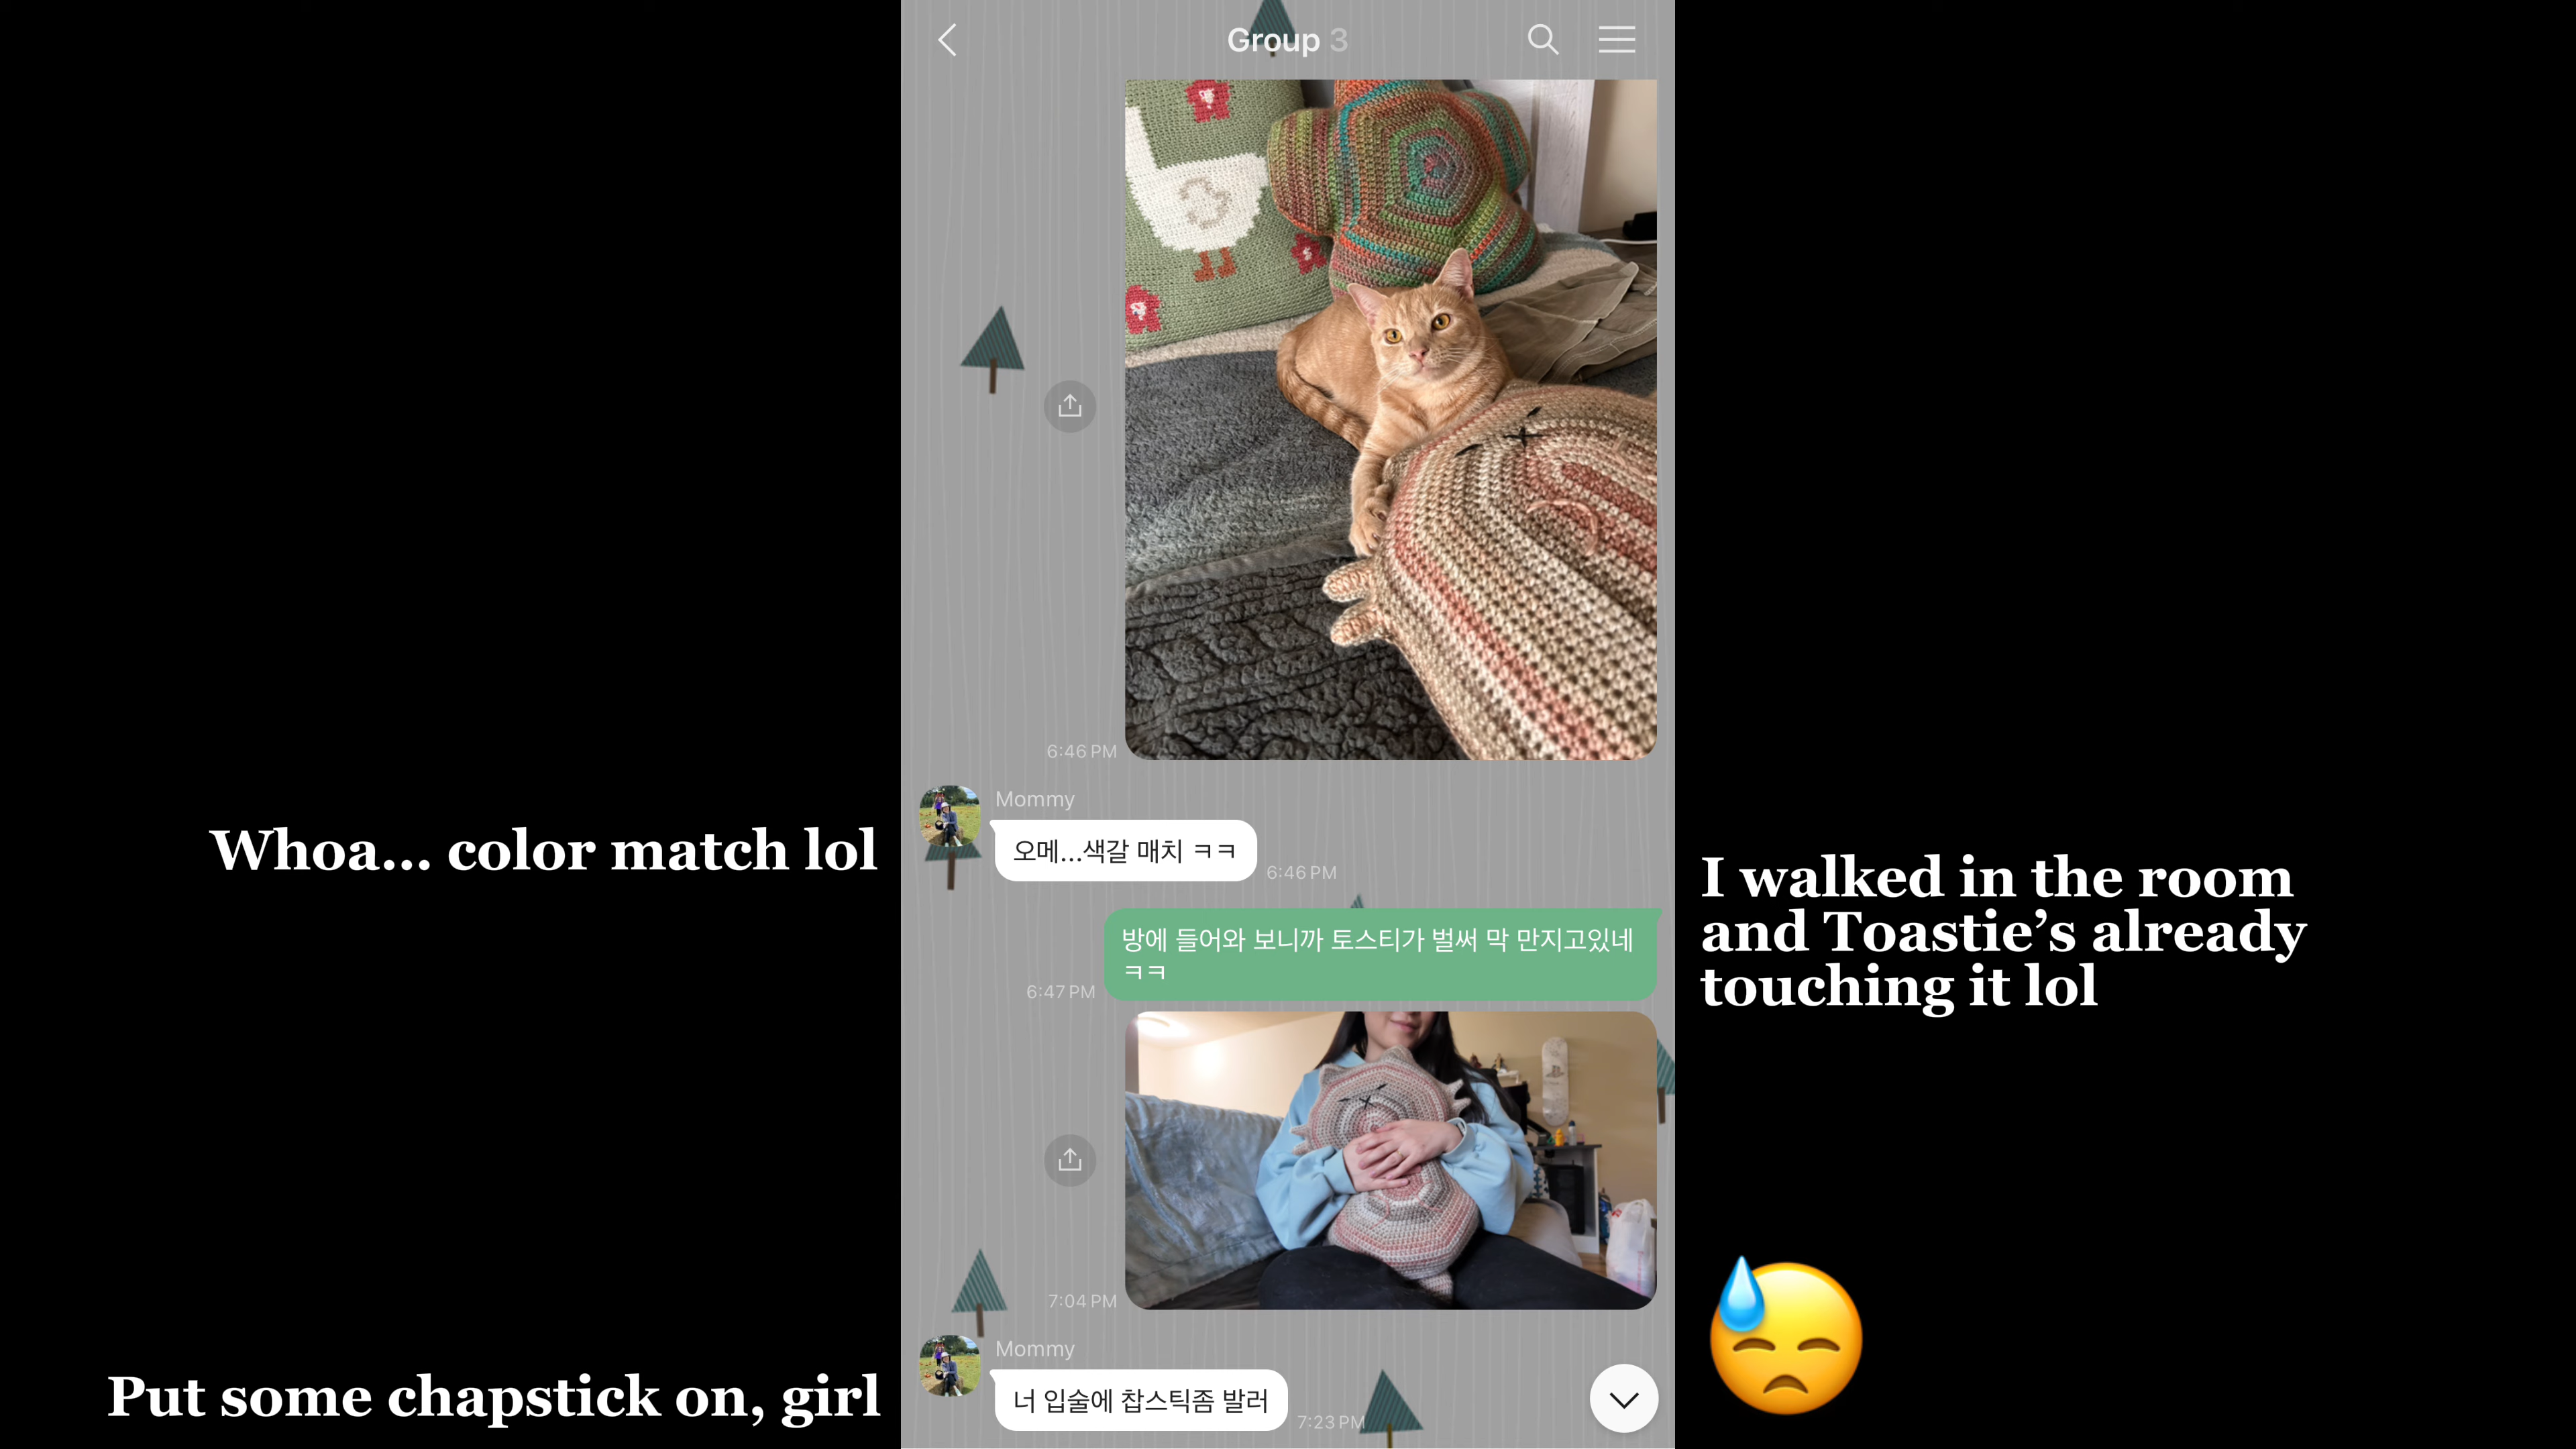 Group 3
6:46 PM
Mommy
오메...색갈 매치 ㅋㅋ
6:46 PM
Whoa... color match lol
방에 들어와 보니까 토스티가 벌써 막 만지고있네
ㅋㅋ
6:47 PM
I walked in the room
and Toastie’s already
touching it lol
7:04 PM
Mommy
너 입술에 찹스틱좀 발러
7:23 PM
Put some chapstick on, girl